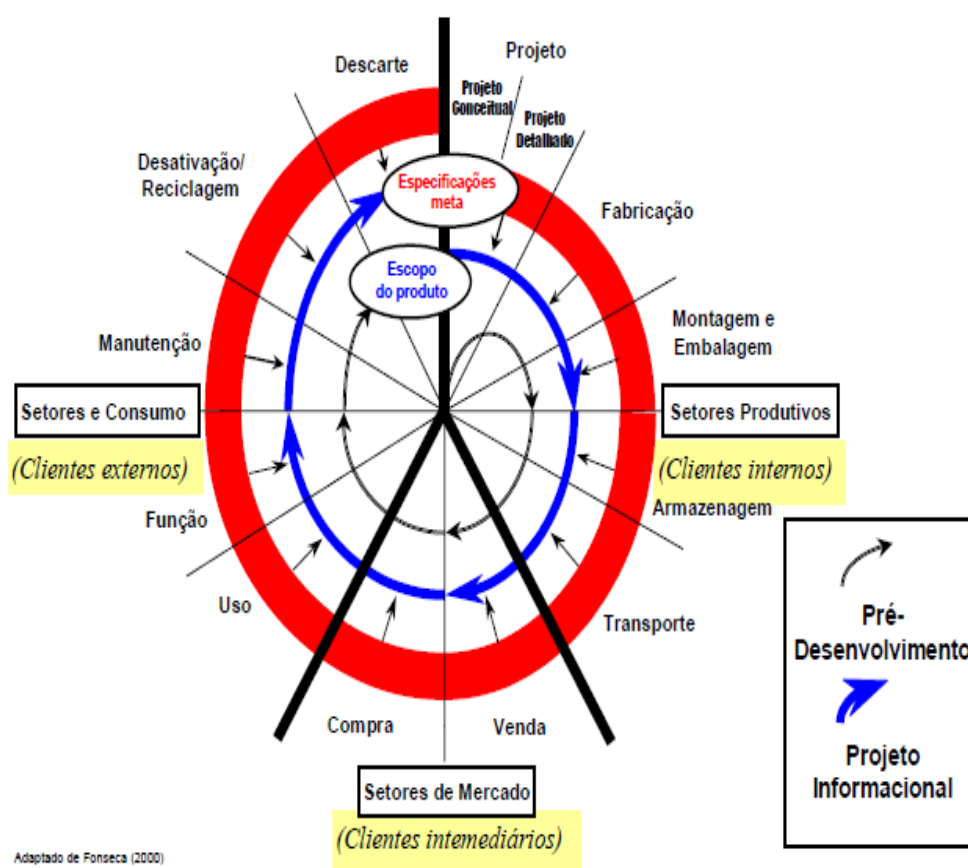 Projeto
Descarte
Projeto
Conceitual
Projeto
Detalhado
Desativação/
Reciclagem
Especificações
meta
Fabricação
Escopo
do produto
Manutenção
Montagem e
Embalagem
Setores e Consumo
Setores Produtivos
(Clientes externos)
(Clientes internos)
Função
Armazenagem
Uso
Transporte
Compra
Venda
Pré-
Desenvolvimento
Projeto
Informacional
Setores de Mercado
(Clientes intemediários)
Adaptado de Fonseca (2000)